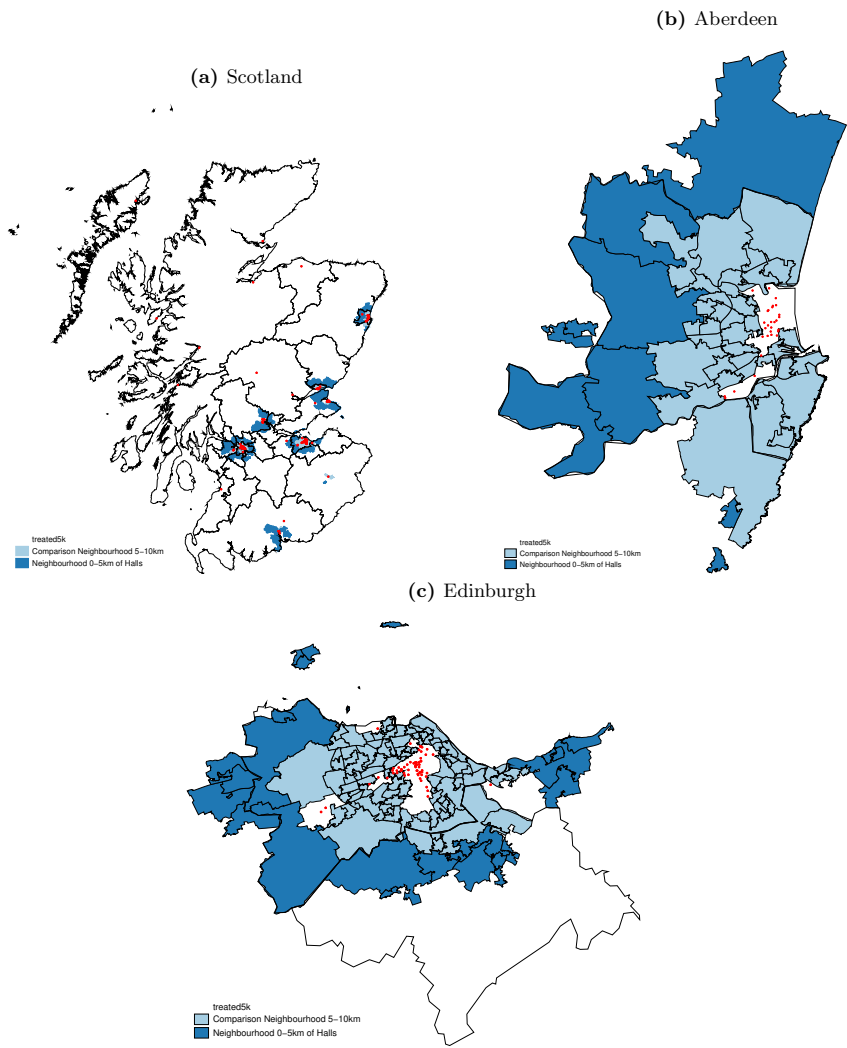 (a) Scotland
treated5k
Comparison Neighbourhood 5−10km
Neighbourhood 0−5km of Halls
(b) Aberdeen
treated5k
Comparison Neighbourhood 5−10km
Neighbourhood 0−5km of Halls
(c) Edinburgh
treated5k
Comparison Neighbourhood 5−10km
Neighbourhood 0−5km of Halls